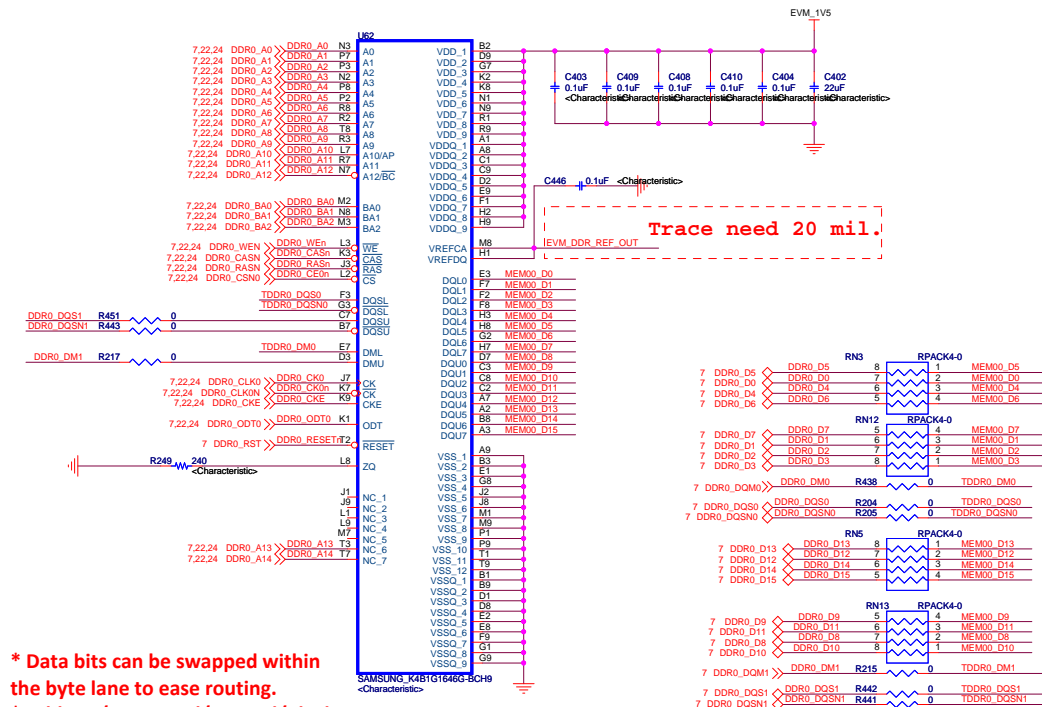 EVM_1V5
U62
7,22,24 DDR0_A0 DDR0_A0 N3 A0
7,22,24 DDR0_A1 DDR0_A1 P7 A1
7,22,24 DDR0_A2 DDR0_A2 P3 A2
7,22,24 DDR0_A3 DDR0_A3 N2 A3
7,22,24 DDR0_A4 DDR0_A4 P8 A4
7,22,24 DDR0_A5 DDR0_A5 P2 A5
7,22,24 DDR0_A6 DDR0_A6 R8 A6
7,22,24 DDR0_A7 DDR0_A7 R2 A7
7,22,24 DDR0_A8 DDR0_A8 T8 A8
7,22,24 DDR0_A9 DDR0_A9 R3 A9
7,22,24 DDR0_A10 DDR0_A10 L7 A10/AP
7,22,24 DDR0_A11 DDR0_A11 R7 A11
7,22,24 DDR0_A12 DDR0_A12 N7 A12/BC
7,22,24 DDR0_BA0 DDR0_BA0 M2 BA0
7,22,24 DDR0_BA1 DDR0_BA1 N8 BA1
7,22,24 DDR0_BA2 DDR0_BA2 M3 BA2
7,22,24 DDR0_WEN DDR0_WEn L3 WE
7,22,24 DDR0_CASN DDR0_CASn K3 CAS
7,22,24 DDR0_RASN DDR0_RASn J3 RAS
7,22,24 DDR0_CSN0 DDR0_CE0n L2 CS
TDDR0_DQS0 F3 DQSL
TDDR0_DQSN0 G3 DQSL
DDR0_DQS1 R451 0 C7 DQSU
DDR0_DQSN1 R443 0 B7 DQSU
TDDR0_DM0 E7 DML
DDR0_DM1 R217 0 D3 DMU
7,22,24 DDR0_CLK0 DDR0_CK0 J7 CK
7,22,24 DDR0_CLK0N DDR0_CK0n K7 CK
7,22,24 DDR0_CKE DDR0_CKE K9 CKE
7,22,24 DDR0_ODT0 DDR0_ODT0 K1 ODT
7 DDR0_RST DDR0_RESETn T2 RESET
R249 240 L8 ZQ
<Characteristic>
J1 NC_1
J9 NC_2
L1 NC_3
L9 NC_4
M7 NC_5
7,22,24 DDR0_A13 DDR0_A13 T3 NC_6
7,22,24 DDR0_A14 DDR0_A14 T7 NC_7
VDD_1 B2
VDD_2 D9
VDD_3 G7
VDD_4 K2
VDD_5 K8
VDD_6 N1
VDD_7 N9
VDD_8 R1
VDD_9 R9
VDDQ_1 A1
VDDQ_2 A8
VDDQ_3 C1
VDDQ_4 C9
VDDQ_5 D2
VDDQ_6 E9
VDDQ_7 F1
VDDQ_8 H2
VDDQ_9 H9
VREFCA M8 EVM_DDR_REF_OUT
VREFDQ H1
DQL0 E3 MEM00_D0
DQL1 F7 MEM00_D1
DQL2 F2 MEM00_D2
DQL3 F8 MEM00_D3
DQL4 H3 MEM00_D4
DQL5 H8 MEM00_D5
DQL6 G2 MEM00_D6
DQL7 H7 MEM00_D7
DQU0 D7 MEM00_D8
DQU1 C3 MEM00_D9
DQU2 C8 MEM00_D10
DQU3 C2 MEM00_D11
DQU4 A7 MEM00_D12
DQU5 A2 MEM00_D13
DQU6 B8 MEM00_D14
DQU7 A3 MEM00_D15
VSS_1 A9
VSS_2 B3
VSS_3 E1
VSS_4 G8
VSS_5 J2
VSS_6 J8
VSS_7 M1
VSS_8 M9
VSS_9 P1
VSS_10 P9
VSS_11 T1
VSS_12 T9
VSSQ_1 B1
VSSQ_2 B9
VSSQ_3 D1
VSSQ_4 D8
VSSQ_5 E2
VSSQ_6 E8
VSSQ_7 F9
VSSQ_8 G1
VSSQ_9 G9
SAMSUNG_K4B1G1646G-BCH9
<Characteristic>
C403 C409 C408 C410 C404 C402
0.1uF 0.1uF 0.1uF 0.1uF 0.1uF 22uF
<Characteristic> <Characteristic> <Characteristic> <Characteristic> <Characteristic> <Characteristic>
C446 0.1uF <Characteristic>
Trace need 20 mil.
RN3 RPACK4-0
7 DDR0_D5 DDR0_D5 8 1 MEM00_D5
7 DDR0_D0 DDR0_D0 7 2 MEM00_D0
7 DDR0_D4 DDR0_D4 6 3 MEM00_D4
7 DDR0_D6 DDR0_D6 5 4 MEM00_D6
RN12 RPACK4-0
7 DDR0_D7 DDR0_D7 5 4 MEM00_D7
7 DDR0_D1 DDR0_D1 6 3 MEM00_D1
7 DDR0_D2 DDR0_D2 7 2 MEM00_D2
7 DDR0_D3 DDR0_D3 8 1 MEM00_D3
7 DDR0_DQM0 DDR0_DM0 R438 0 TDDR0_DM0
7 DDR0_DQS0 DDR0_DQS0 R204 0 TDDR0_DQS0
7 DDR0_DQSN0 DDR0_DQSN0 R205 0 TDDR0_DQSN0
RN5 RPACK4-0
7 DDR0_D13 DDR0_D13 8 1 MEM00_D13
7 DDR0_D12 DDR0_D12 7 2 MEM00_D12
7 DDR0_D14 DDR0_D14 6 3 MEM00_D14
7 DDR0_D15 DDR0_D15 5 4 MEM00_D15
RN13 RPACK4-0
7 DDR0_D9 DDR0_D9 5 4 MEM00_D9
7 DDR0_D11 DDR0_D11 6 3 MEM00_D11
7 DDR0_D8 DDR0_D8 7 2 MEM00_D8
7 DDR0_D10 DDR0_D10 8 1 MEM00_D10
7 DDR0_DQM1 DDR0_DM1 R215 0 TDDR0_DM1
7 DDR0_DQS1 DDR0_DQS1 R442 0 TDDR0_DQS1
7 DDR0_DQSN1 DDR0_DQSN1 R441 0 TDDR0_DQSN1
* Data bits can be swapped within
the byte lane to ease routing.